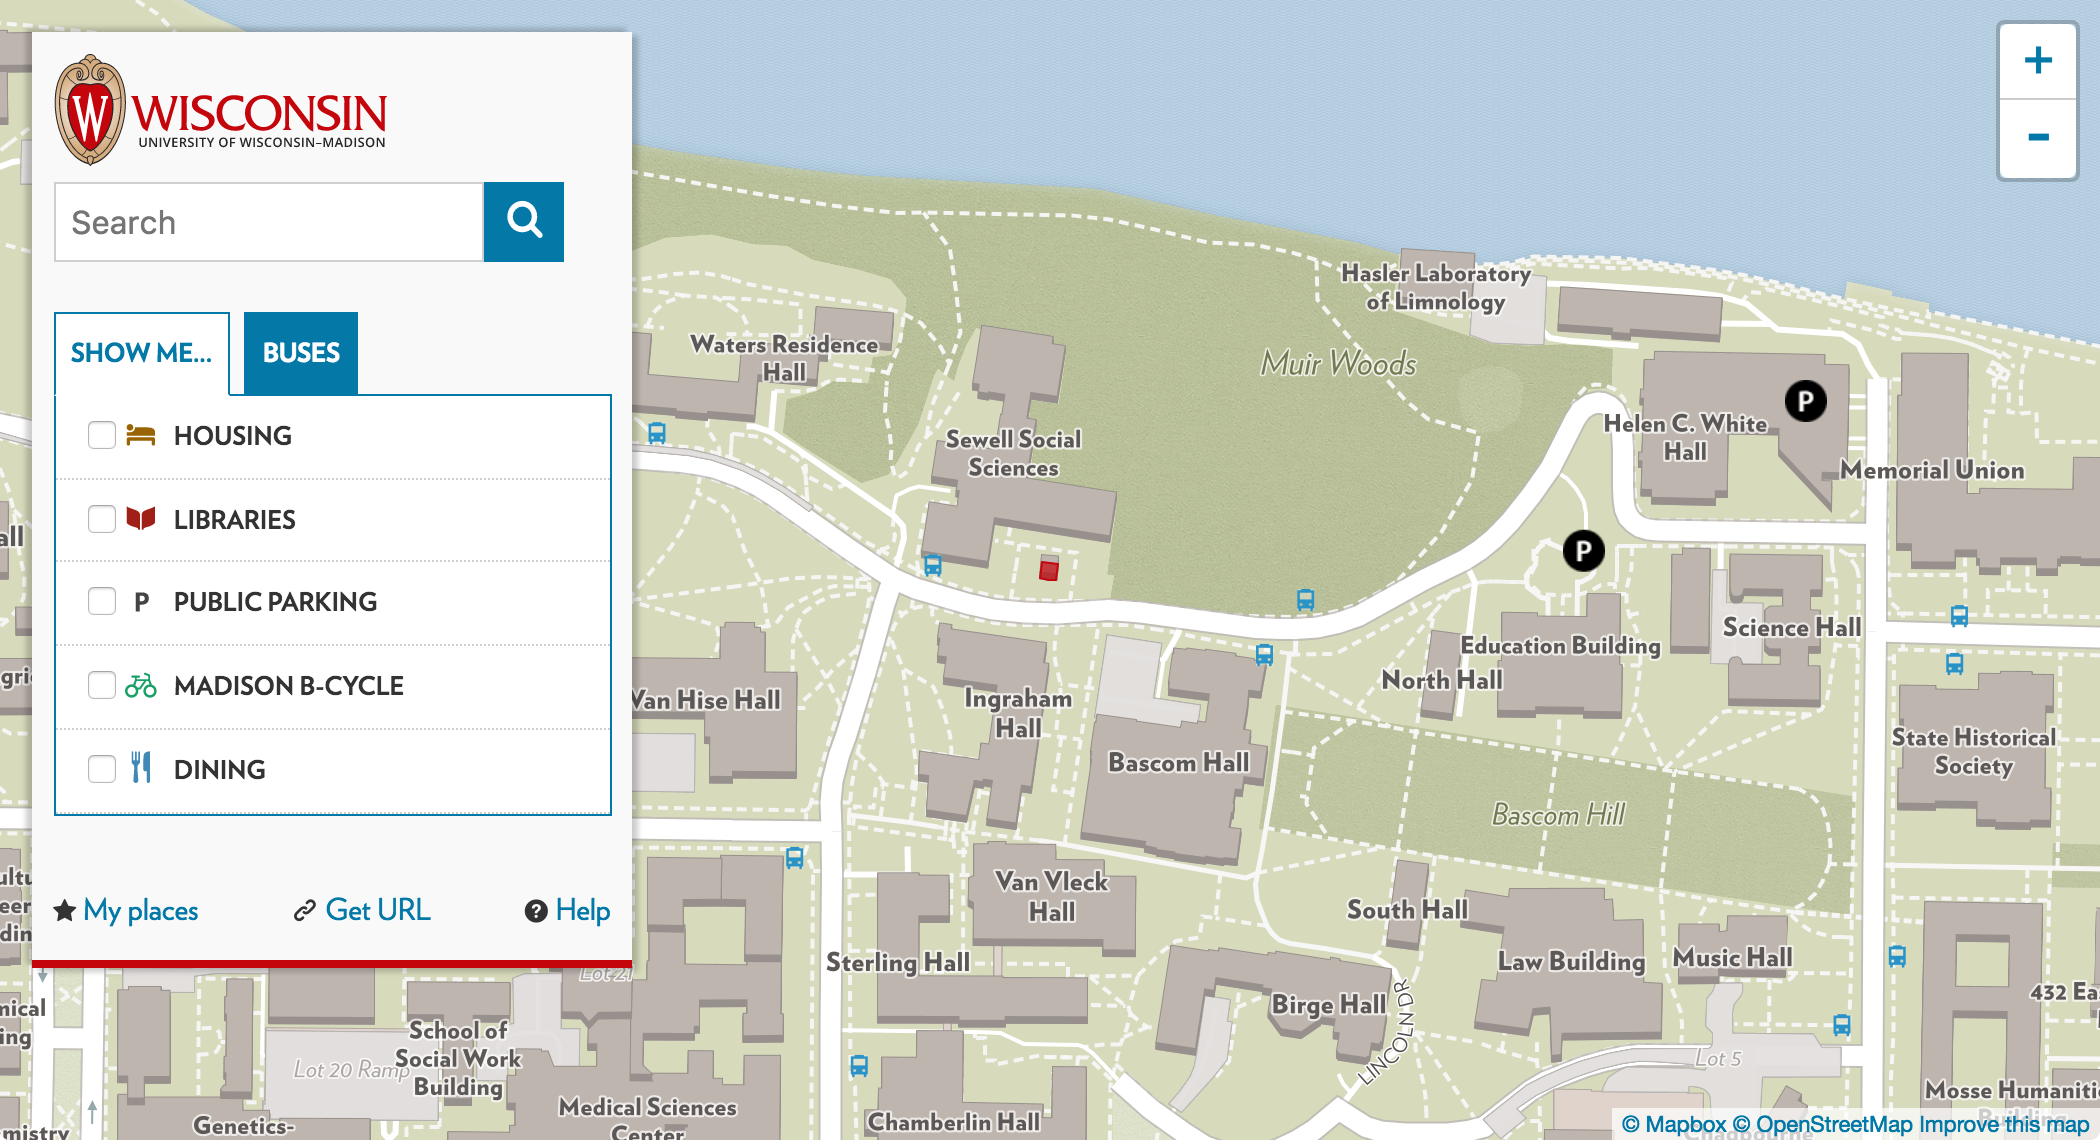 W
WISCONSIN
UNIVERSITY OF WISCONSIN–MADISON
Search
SHOW ME...
BUSES
HOUSING
LIBRARIES
P PUBLIC PARKING
MADISON B-CYCLE
DINING
My places
Get URL
? Help
+
-
Hasler Laboratory
of Limnology
Waters Residence
Hall
Muir Woods
P
Helen C. White
Hall
Sewell Social
Sciences
Memorial Union
P
Science Hall
Education Building
North Hall
Van Hise Hall
Ingraham
Hall
State Historical
Society
Bascom Hall
Bascom Hill
Van Vleck
Hall
South Hall
Sterling Hall
Law Building
Music Hall
Lot 21
Birge Hall
LINCOLN DR
432 Ea
School of
Social Work
Building
Lot 20 Ramp
Lot 5
Mosse Humaniti
Building
Medical Sciences
Center
Genetics-
Chamberlin Hall
Chadbourne
all
gri
ultu
eer
din
mical
ing
mistry
© Mapbox © OpenStreetMap Improve this map